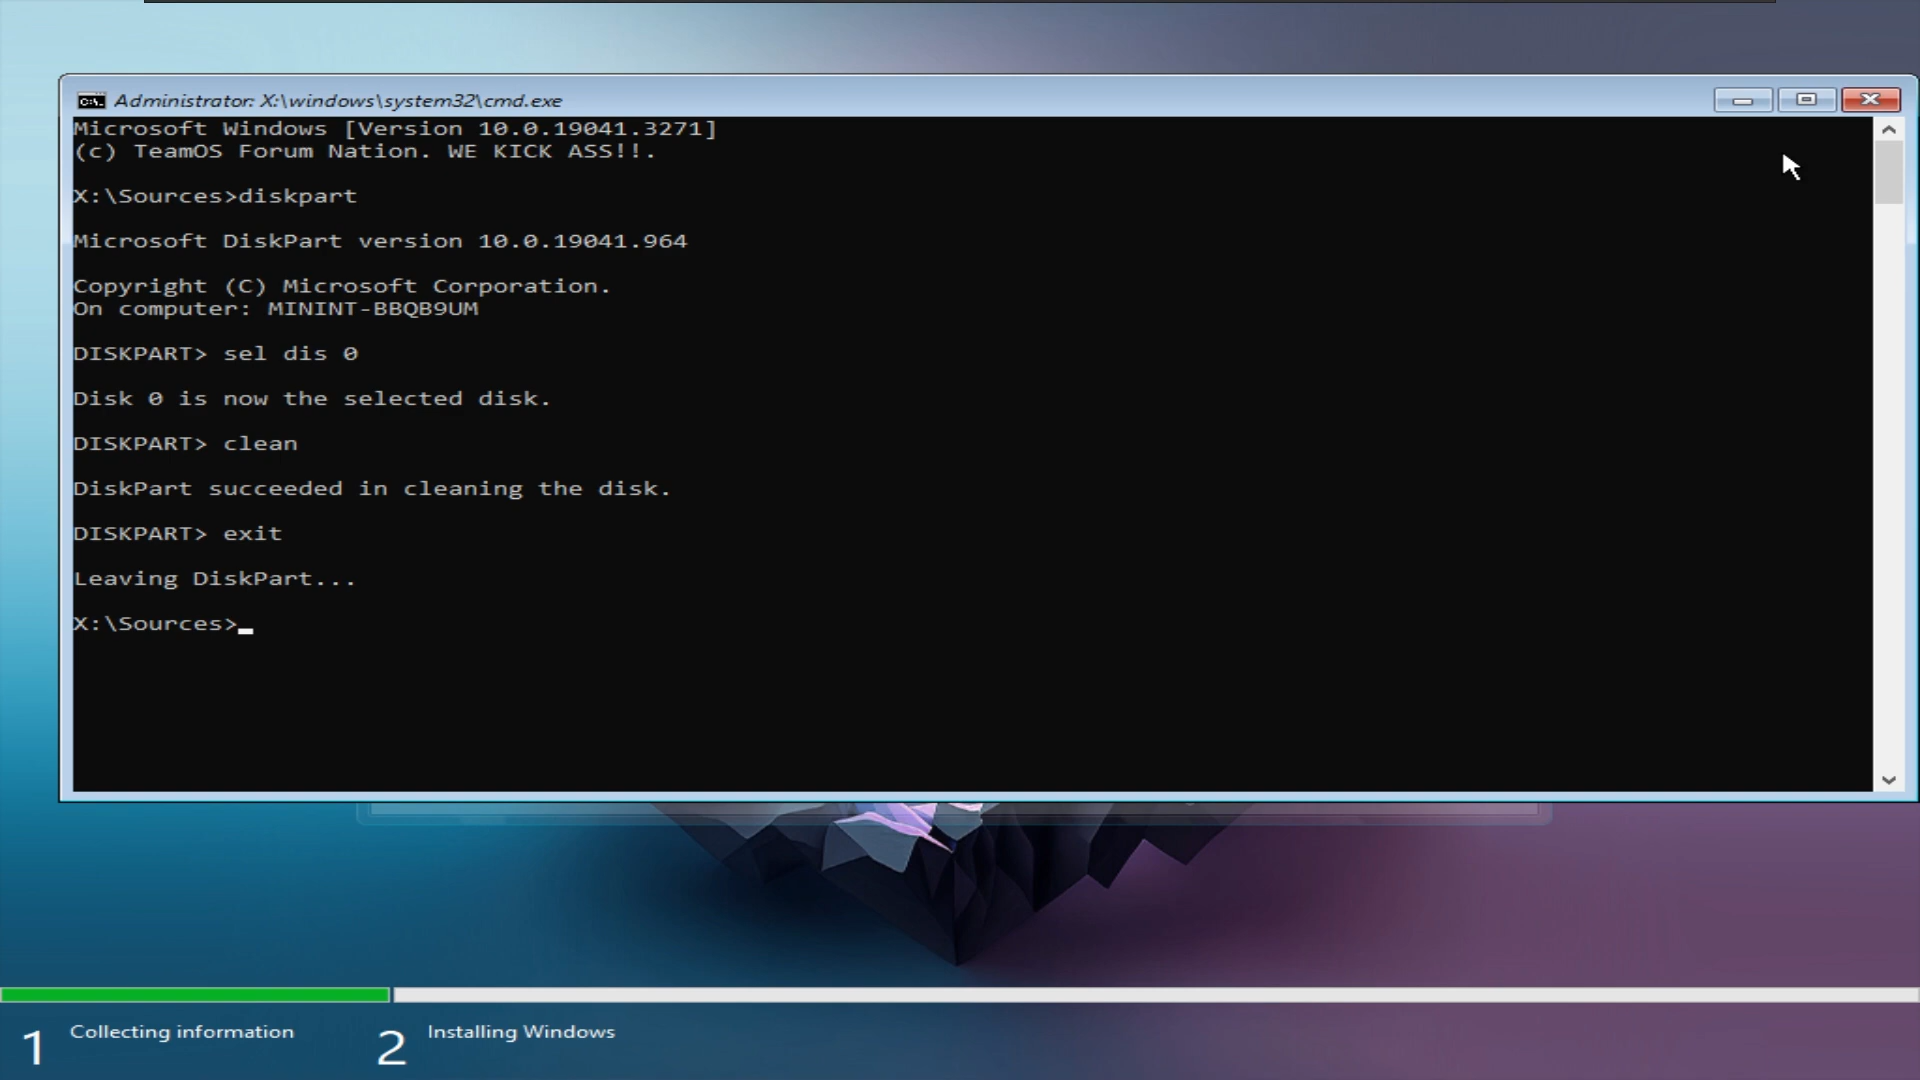 Administrator: X:\windows\system32\cmd.exe
Microsoft Windows [Version 10.0.19041.3271]
(c) TeamOS Forum Nation. WE KICK ASS!!.
X:\Sources>diskpart
Microsoft DiskPart version 10.0.19041.964
Copyright (C) Microsoft Corporation.
On computer: MININT-BBQB9UM
DISKPART> sel dis 0
Disk 0 is now the selected disk.
DISKPART> clean
DiskPart succeeded in cleaning the disk.
DISKPART> exit
Leaving DiskPart...
X:\Sources>
1 Collecting information 2 Installing Windows